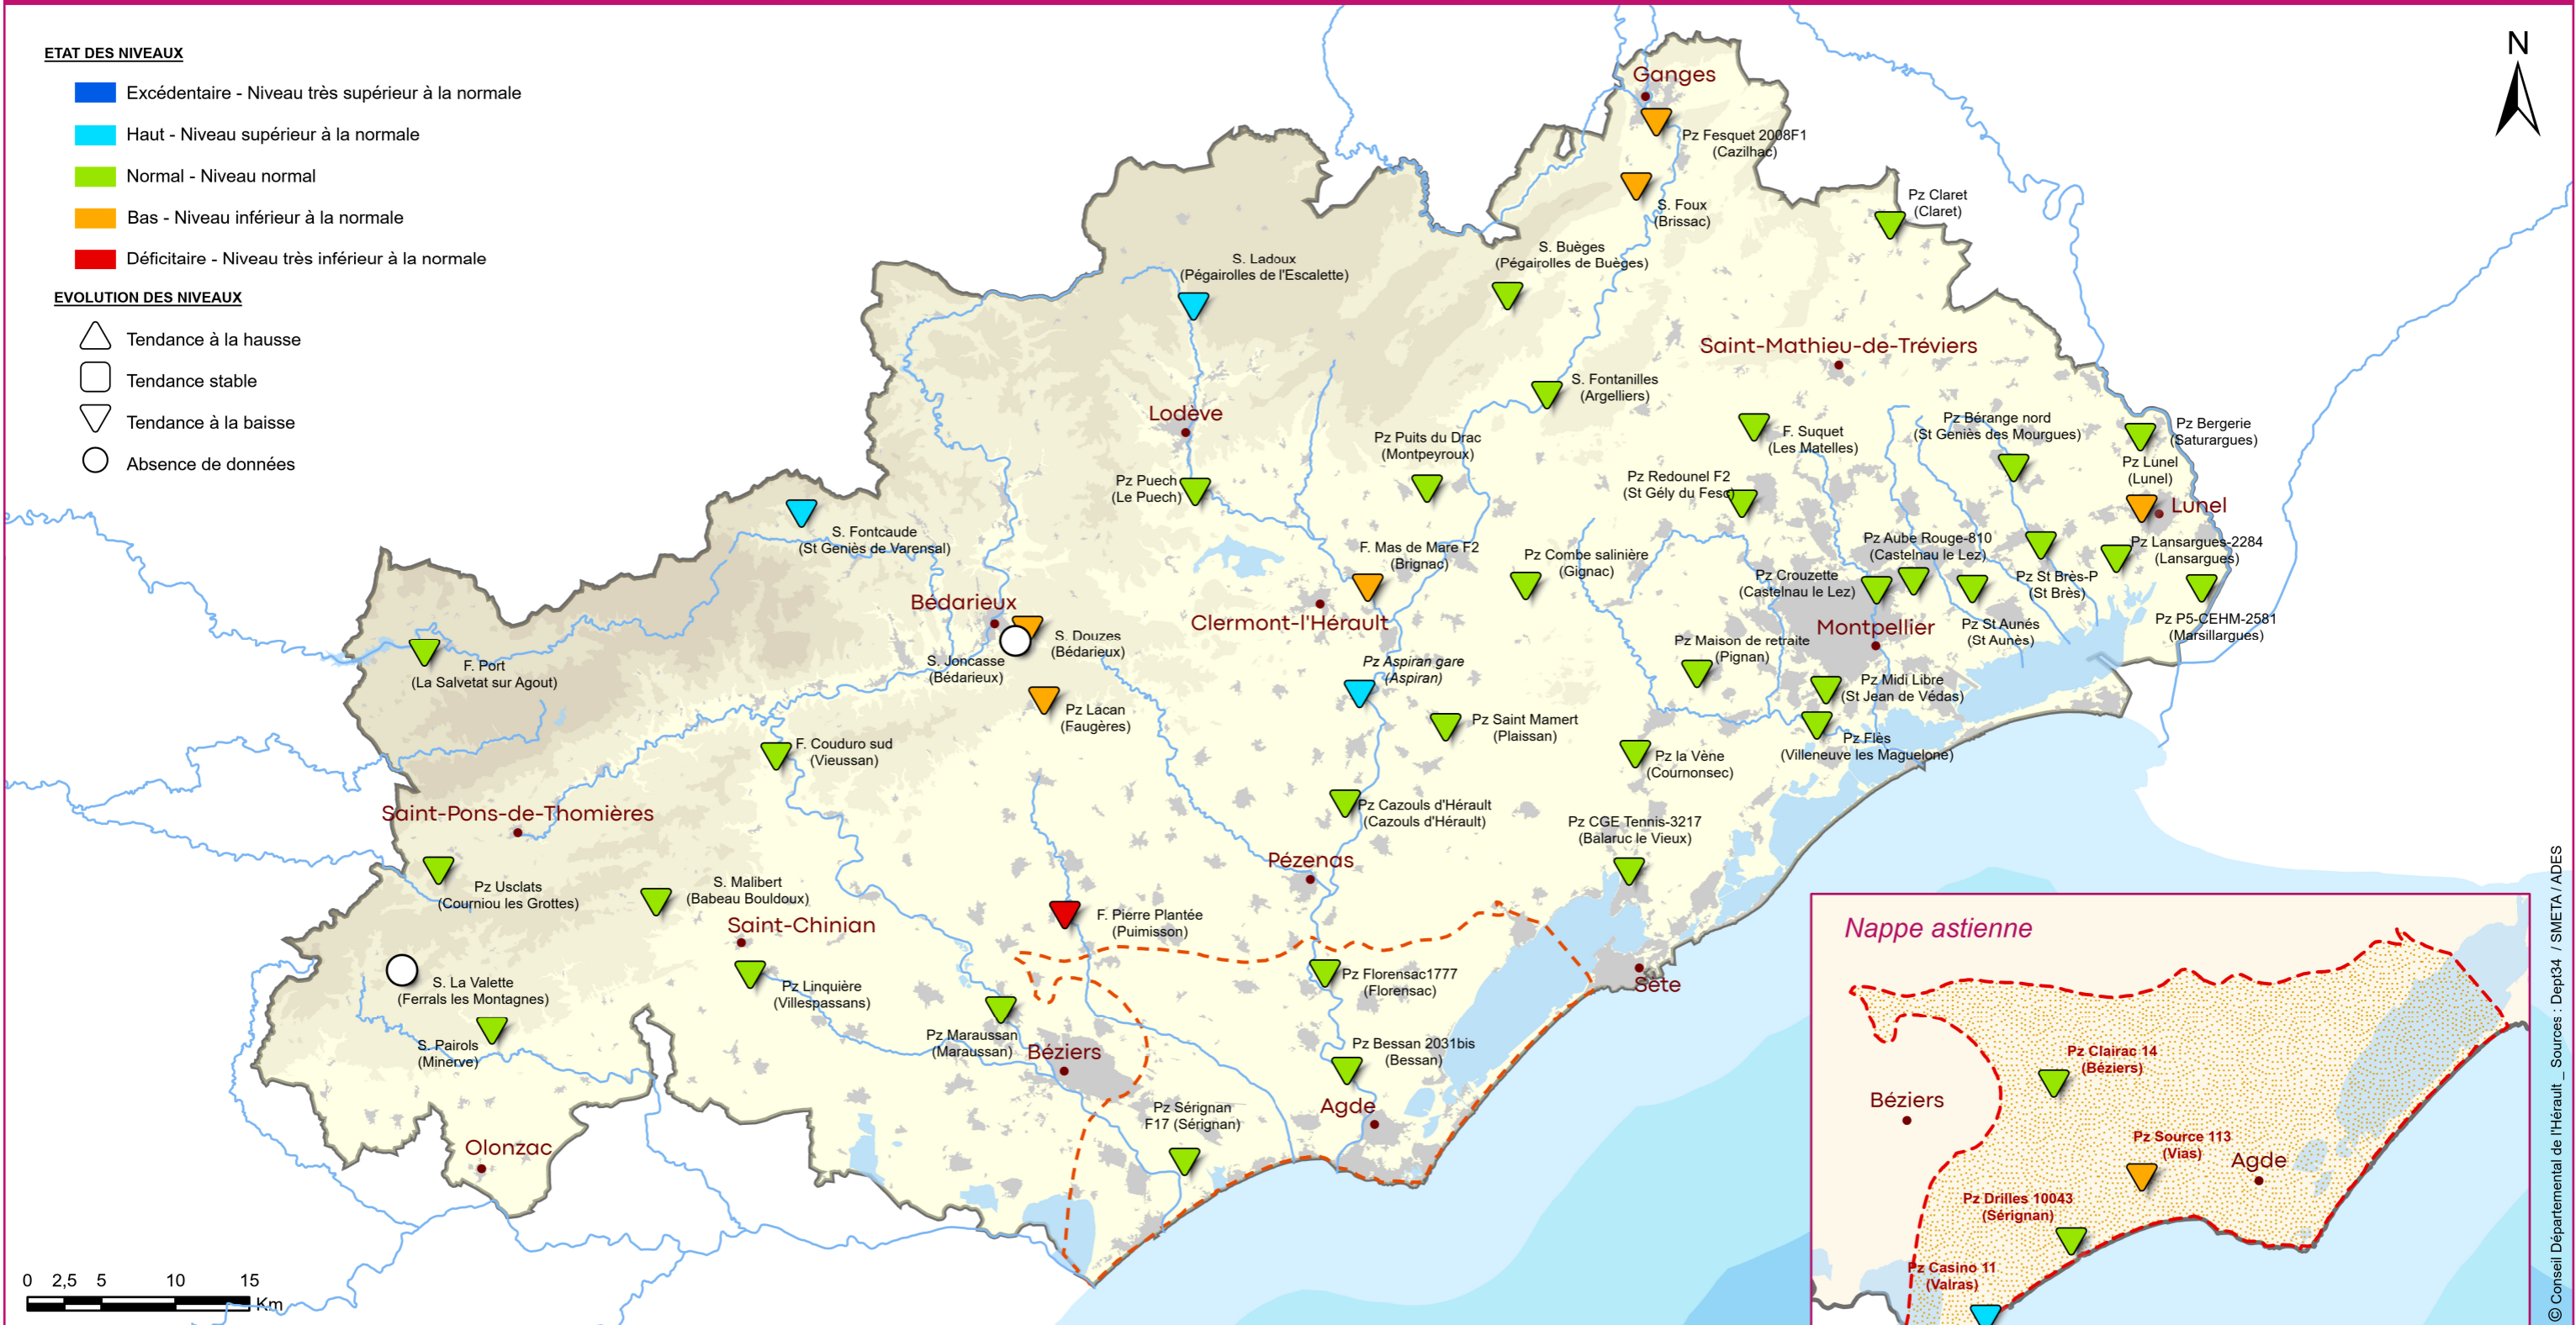 ETAT DES NIVEAUX
Excédentaire - Niveau très supérieur à la normale
Haut - Niveau supérieur à la normale
Normal - Niveau normal
Bas - Niveau inférieur à la normale
Déficitaire - Niveau très inférieur à la normale
EVOLUTION DES NIVEAUX
Tendance à la hausse
Tendance stable
Tendance à la baisse
Absence de données
N
Ganges
Pz Fesquet 2008F1
(Cazilhac)
S. Foux
(Brissac)
Pz Claret
(Claret)
S. Buèges
(Pégairolles de Buèges)
S. Ladoux
(Pégairolles de l'Escalette)
Saint-Mathieu-de-Tréviers
S. Fontanilles
(Argelliers)
Lodève
Pz Puits du Drac
(Montpeyroux)
F. Suquet
(Les Matelles)
Pz Bérange nord
(St Geniès des Mourgues)
Pz Bergerie
(Saturargues)
Pz Lunel
(Lunel)
Lunel
Pz Puech
(Le Puech)
Pz Redounel F2
(St Gély du Fesc)
S. Fontcaude
(St Geniès de Varensal)
F. Mas de Mare F2
(Brignac)
Pz Combe salinière
(Gignac)
Pz Aube Rouge-810
(Castelnau le Lez)
Pz Lansargues-2284
(Lansargues)
Pz Crouzette
(Castelnau le Lez)
Pz St Brès-P
(St Brès)
Bédarieux
Clermont-l'Hérault
Montpellier
Pz St Aunés
(St Aunès)
Pz P5-CEHM-2581
(Marsillargues)
S. Douzes
(Bédarieux)
S. Joncasse
(Bédarieux)
Pz Maison de retraite
(Pignan)
F. Port
(La Salvetat sur Agout)
Pz Aspiran gare
(Aspiran)
Pz Midi Libre
(St Jean de Védas)
Pz Lacan
(Faugères)
Pz Saint Mamert
(Plaissan)
Pz Flès
(Villeneuve les Maguelone)
F. Couduro sud
(Vieussan)
Pz la Vène
(Cournonsec)
Saint-Pons-de-Thomières
Pz Cazouls d'Hérault
(Cazouls d'Hérault)
Pz CGE Tennis-3217
(Balaruc le Vieux)
Pézenas
Pz Usclats
(Courniou les Grottes)
S. Malibert
(Babeau Bouldoux)
Saint-Chinian
F. Pierre Plantée
(Puimisson)
S. La Valette
(Ferrals les Montagnes)
Pz Linquière
(Villespassans)
Pz Florensac1777
(Florensac)
Sète
S. Pairols
(Minerve)
Pz Maraussan
(Maraussan)
Béziers
Pz Bessan 2031bis
(Bessan)
Pz Sérignan
F17 (Sérignan)
Agde
Olonzac
0 2,5 5 10 15
Km
Nappe astienne
Pz Clairac 14
(Béziers)
Béziers
Pz Source 113
(Vias)
Agde
Pz Drilles 10043
(Sérignan)
Pz Casino 11
(Valras)
© Conseil Départemental de l'Hérault _ Sources : Dept34 / SMETA / ADES